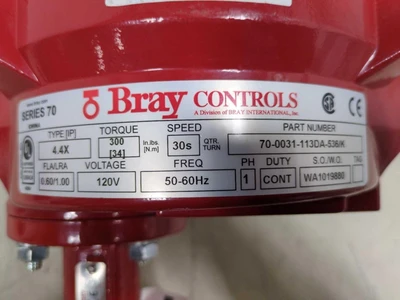 SERIES 70
Bray CONTROLS
A Division of BRAY INTERNATIONAL, Inc.
TYPE [IP] TORQUE SPEED PART NUMBER
4.4X 300 [34] In.lbs [N.m] 30s QTR. TURN 70-0031-113DA-536/K
FLA/LRA VOLTAGE FREQ PH DUTY S.O./W.O. TAG
0.60/1.00 120V 50-60Hz 1 CONT WA1019880